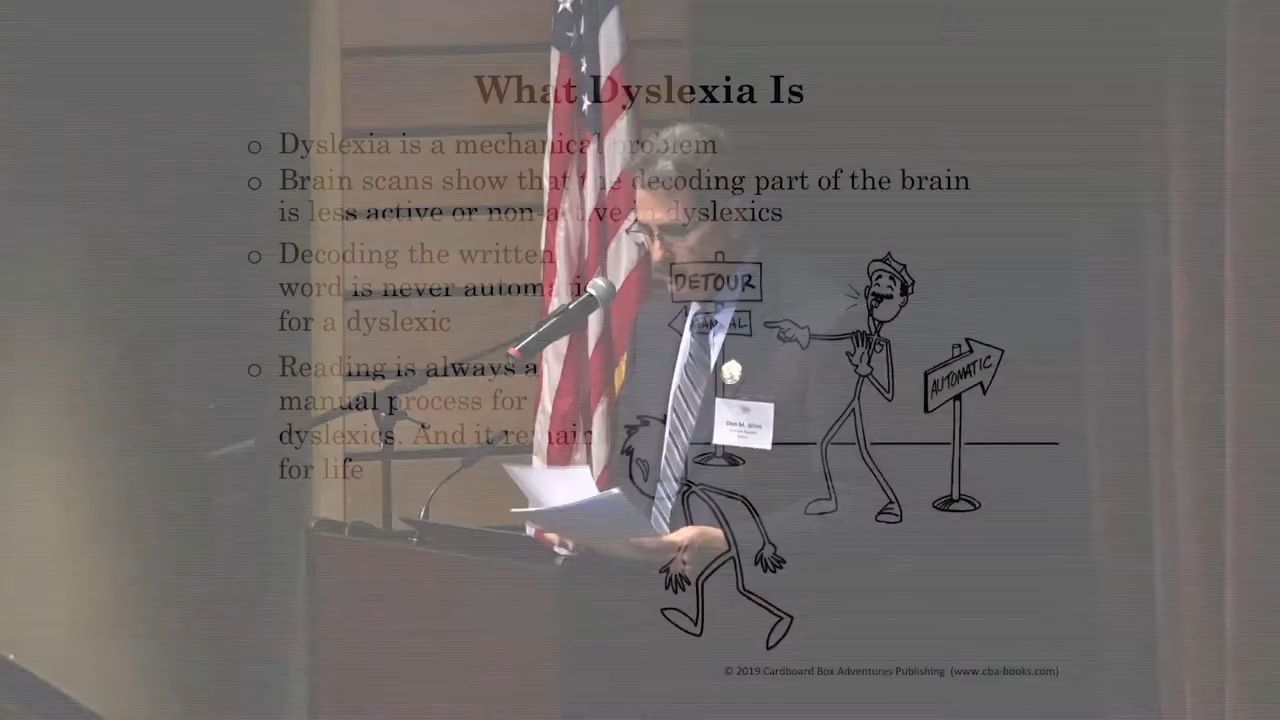 What Dyslexia Is
Dyslexia is a mechanical problem
Brain scans show that the decoding part of the brain
is less active or non-active in dyslexics
Decoding the written
word is never automatic
for a dyslexic
Reading is always a
manual process for
dyslexics. And it remain
for life
DETOUR
MANUAL
AUTOMATIC
Don M. Winn
© 2019 Cardboard Box Adventures Publishing (www.cba-books.com)